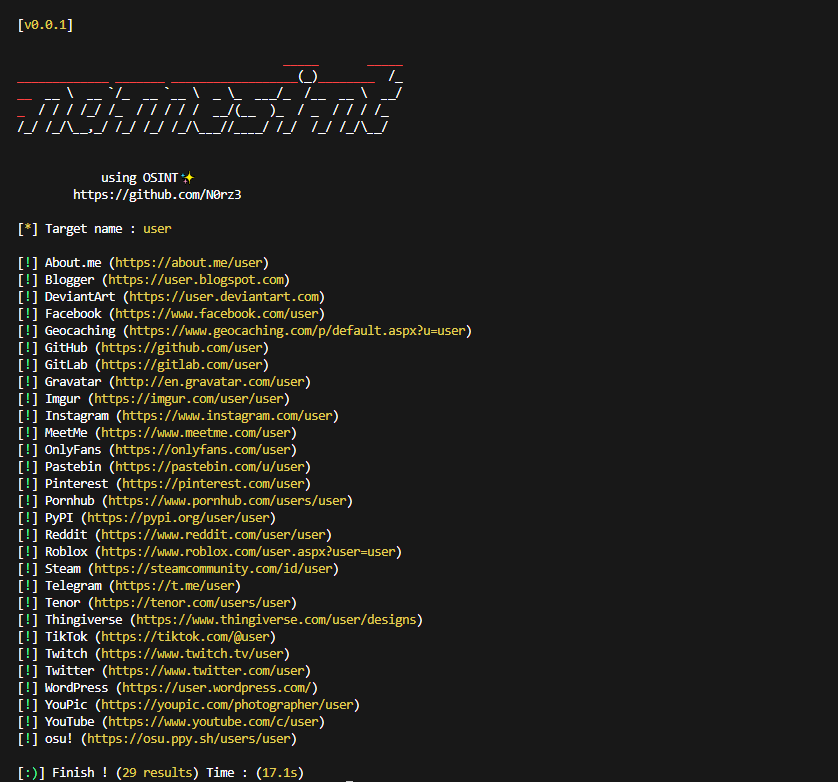 [v0.0.1]
using OSINT✨
https://github.com/N0rz3
[*] Target name : user
[!] About.me (https://about.me/user)
[!] Blogger (https://user.blogspot.com)
[!] DeviantArt (https://user.deviantart.com)
[!] Facebook (https://www.facebook.com/user)
[!] Geocaching (https://www.geocaching.com/p/default.aspx?u=user)
[!] GitHub (https://github.com/user)
[!] GitLab (https://gitlab.com/user)
[!] Gravatar (http://en.gravatar.com/user)
[!] Imgur (https://imgur.com/user/user)
[!] Instagram (https://www.instagram.com/user)
[!] MeetMe (https://www.meetme.com/user)
[!] OnlyFans (https://onlyfans.com/user)
[!] Pastebin (https://pastebin.com/u/user)
[!] Pinterest (https://pinterest.com/user)
[!] Pornhub (https://www.pornhub.com/users/user)
[!] PyPI (https://pypi.org/user/user)
[!] Reddit (https://www.reddit.com/user/user)
[!] Roblox (https://www.roblox.com/user.aspx?user=user)
[!] Steam (https://steamcommunity.com/id/user)
[!] Telegram (https://t.me/user)
[!] Tenor (https://tenor.com/users/user)
[!] Thingiverse (https://www.thingiverse.com/user/designs)
[!] TikTok (https://tiktok.com/@user)
[!] Twitch (https://www.twitch.tv/user)
[!] Twitter (https://www.twitter.com/user)
[!] WordPress (https://user.wordpress.com/)
[!] YouPic (https://youpic.com/photographer/user)
[!] YouTube (https://www.youtube.com/c/user)
[!] osu! (https://osu.ppy.sh/users/user)
[:)] Finish ! (29 results) Time : (17.1s)